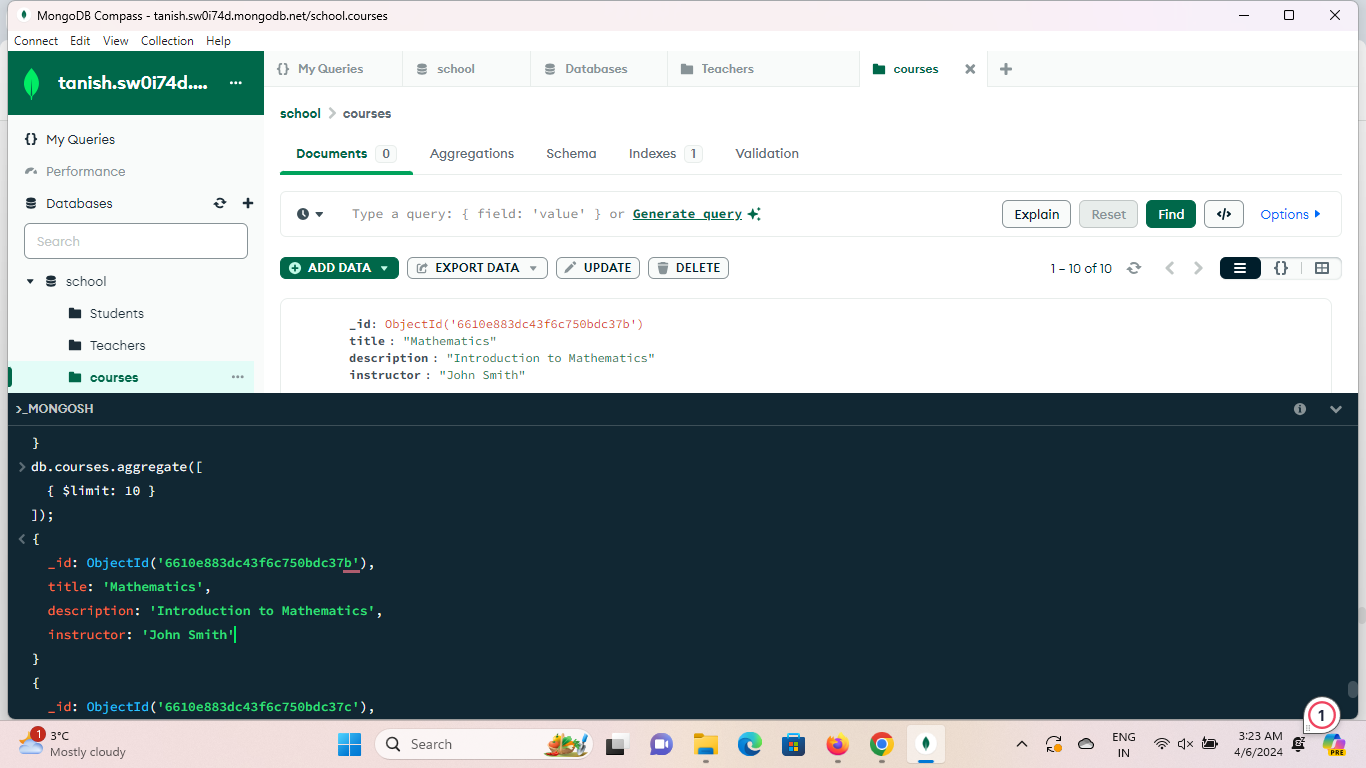 MongoDB Compass - tanish.sw0i74d.mongodb.net/school.courses
Connect Edit View Collection Help
tanish.sw0i74d....
{} My Queries
school
Databases
Teachers
courses
My Queries
Performance
Databases
Search
school
Students
Teachers
courses
school > courses
Documents 0
Aggregations
Schema
Indexes 1
Validation
Type a query: { field: 'value' } or Generate query
Explain
Reset
Find
</>
Options
ADD DATA
EXPORT DATA
UPDATE
DELETE
1 – 10 of 10
{}
_id: ObjectId('6610e883dc43f6c750bdc37b')
title : "Mathematics"
description : "Introduction to Mathematics"
instructor : "John Smith"
>_MONGOSH
}
> db.courses.aggregate([
{ $limit: 10 }
]);
< {
_id: ObjectId('6610e883dc43f6c750bdc37b'),
title: 'Mathematics',
description: 'Introduction to Mathematics',
instructor: 'John Smith'
}
{
_id: ObjectId('6610e883dc43f6c750bdc37c'),
1
1
3°C
Mostly cloudy
Search
ENG
IN
3:23 AM
4/6/2024
PRE